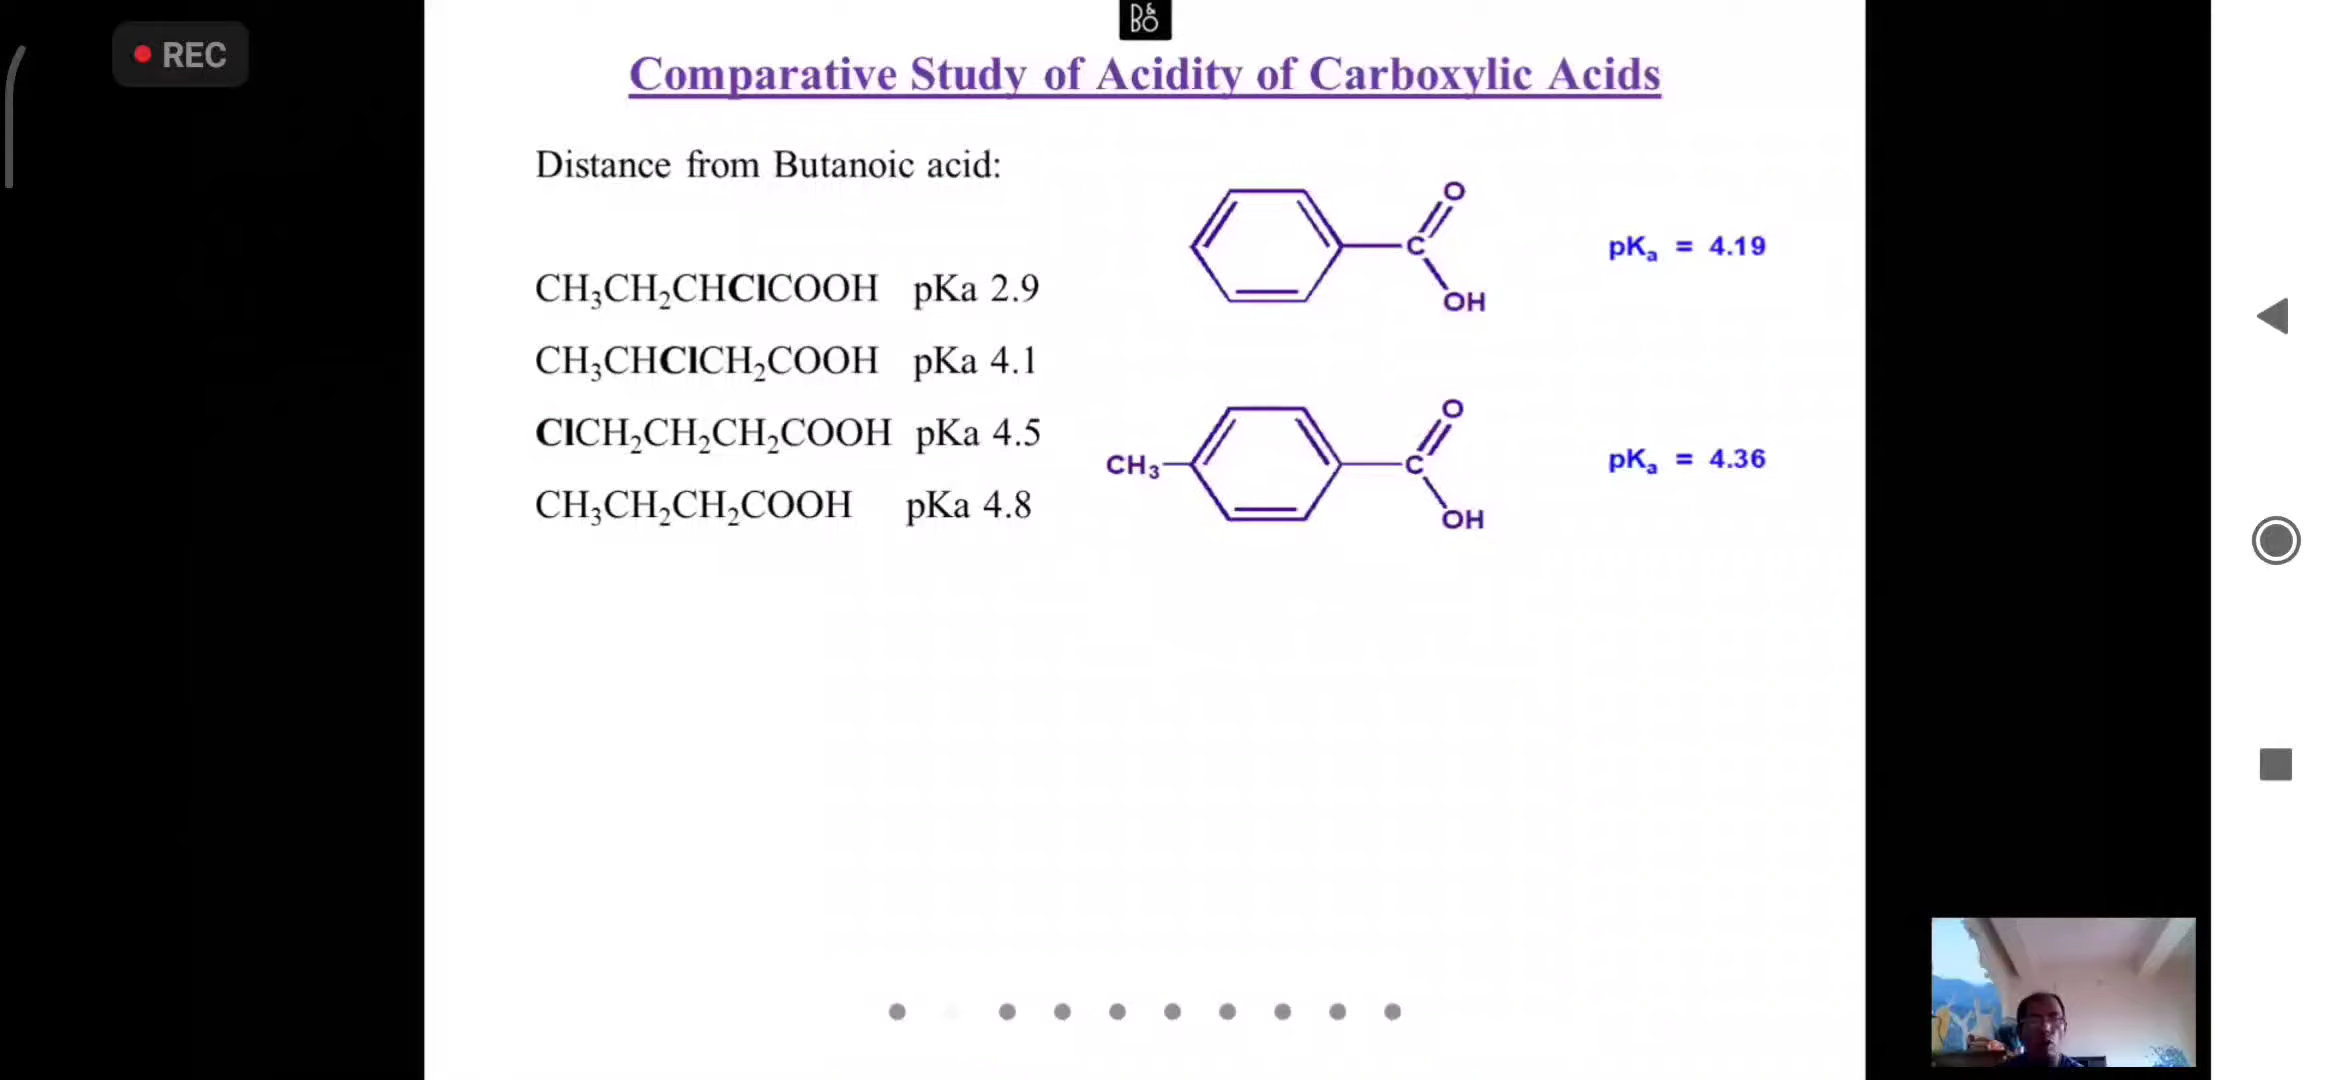 B&O
REC
Comparative Study of Acidity of Carboxylic Acids
Distance from Butanoic acid:
CH₃CH₂CHClCOOH pKa 2.9
CH₃CHClCH₂COOH pKa 4.1
ClCH₂CH₂CH₂COOH pKa 4.5
CH₃CH₂CH₂COOH pKa 4.8
O
C
OH
pKₐ = 4.19
O
CH₃
C
OH
pKₐ = 4.36